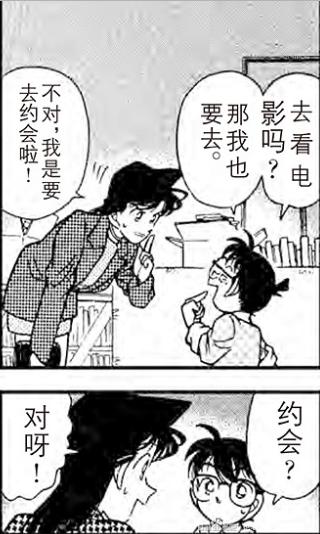 去看电
影吗？
那我也
要去。
不对，我是要
去约会啦！
约会？
对呀！